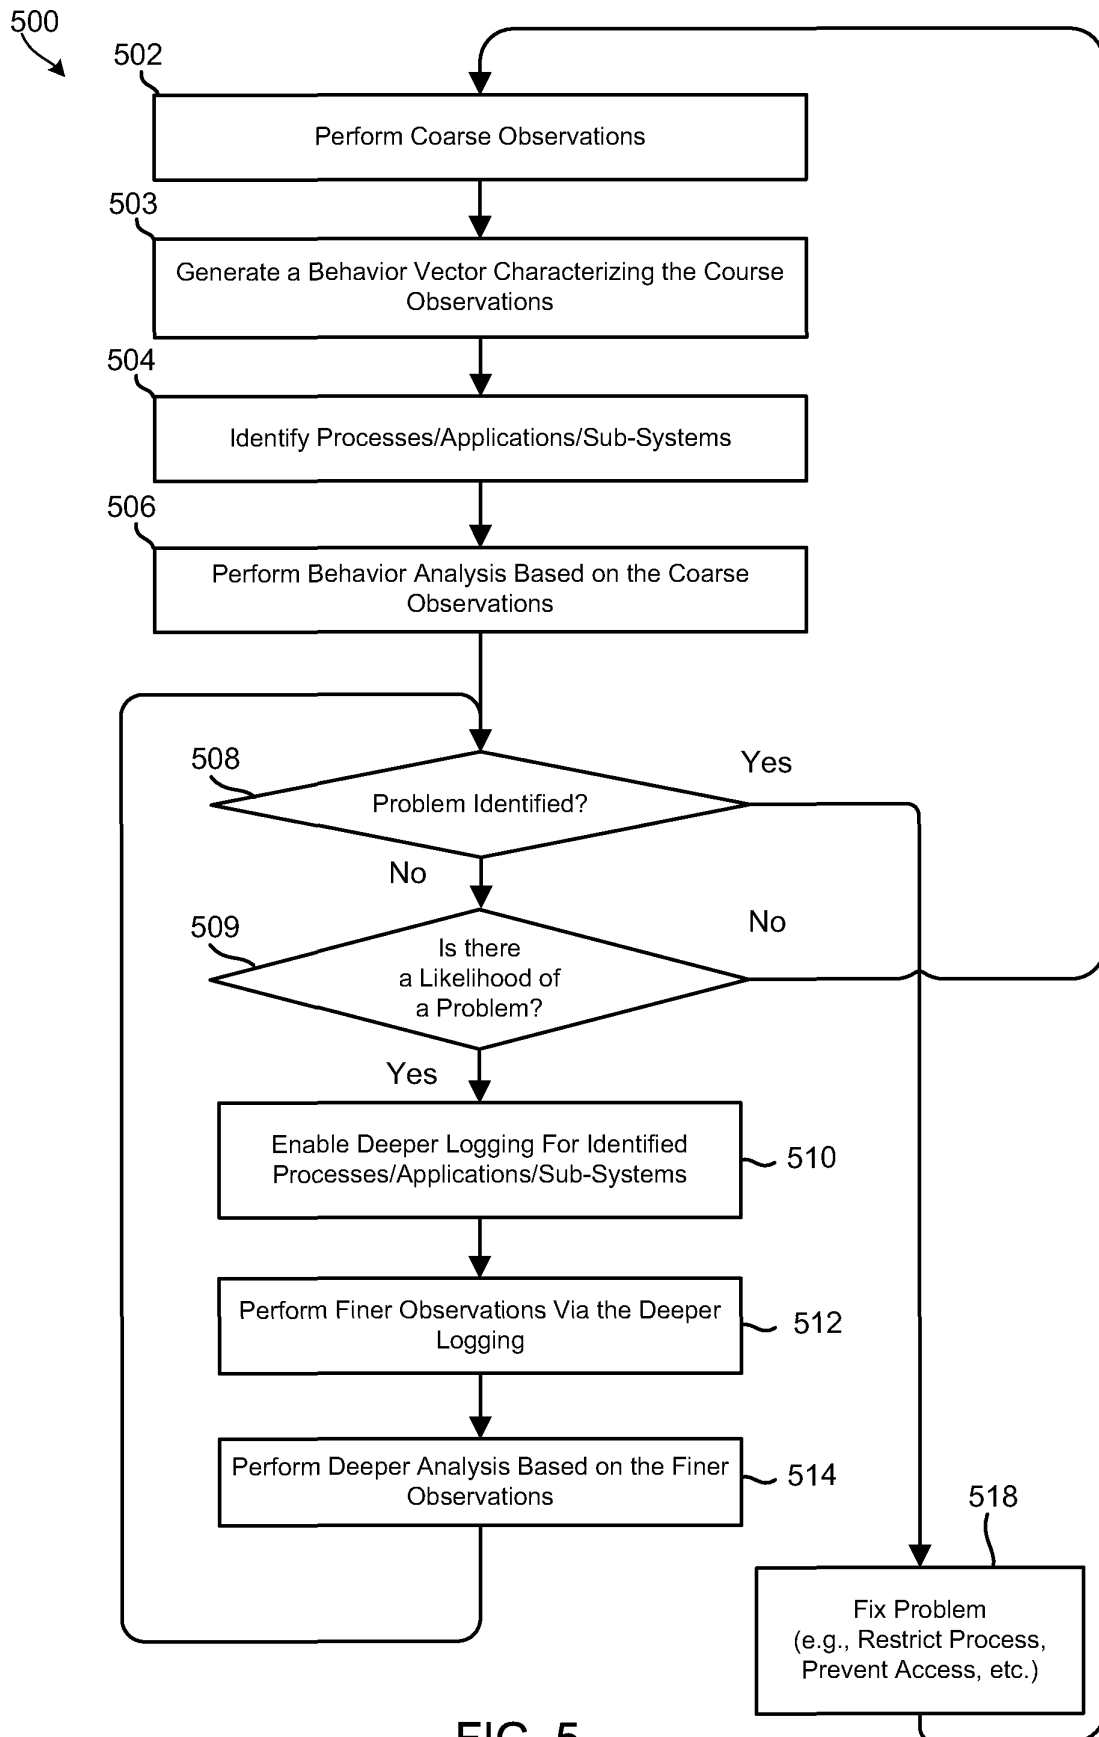 500
502
Perform Coarse Observations
503
Generate a Behavior Vector Characterizing the Course
Observations
504
Identify Processes/Applications/Sub-Systems
506
Perform Behavior Analysis Based on the Coarse
Observations
508
Problem Identified?
Yes
No
509
Is there
a Likelihood of
a Problem?
No
Yes
Enable Deeper Logging For Identified
Processes/Applications/Sub-Systems
510
Perform Finer Observations Via the Deeper
Logging
512
Perform Deeper Analysis Based on the Finer
Observations
514
518
Fix Problem
(e.g., Restrict Process,
Prevent Access, etc.)
FIG. 5